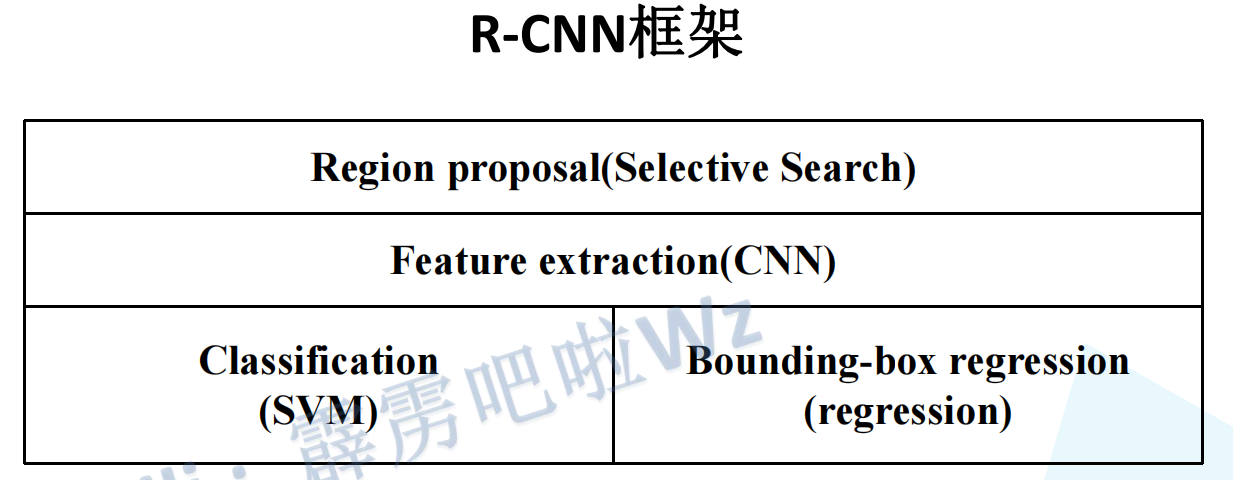 R-CNN框架
Region proposal(Selective Search)
Feature extraction(CNN)
Classification
(SVM)
Bounding-box regression
(regression)
霹雳吧啦Wz